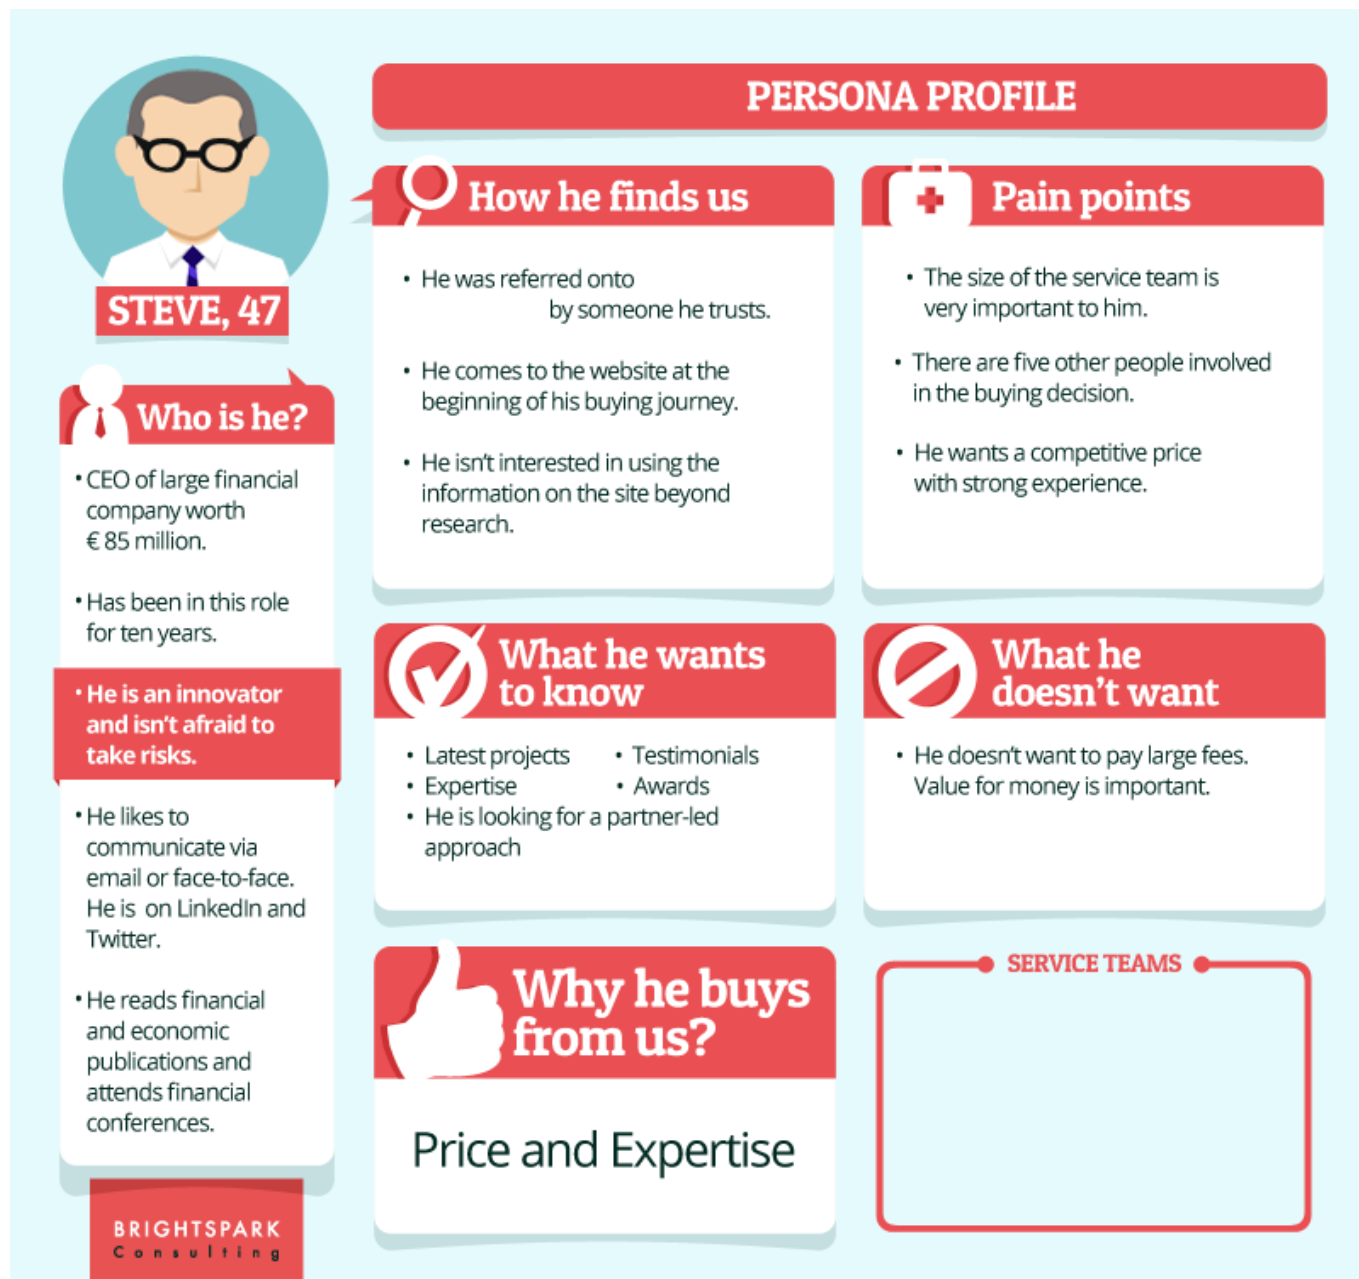 PERSONA PROFILE
STEVE, 47
Who is he?
• CEO of large financial
company worth
€ 85 million.
• Has been in this role
for ten years.
• He is an innovator
and isn't afraid to
take risks.
• He likes to
communicate via
email or face-to-face.
He is on LinkedIn and
Twitter.
• He reads financial
and economic
publications and
attends financial
conferences.
BRIGHTSPARK
Consulting
How he finds us
• He was referred onto
by someone he trusts.
• He comes to the website at the
beginning of his buying journey.
• He isn't interested in using the
information on the site beyond
research.
Pain points
• The size of the service team is
very important to him.
• There are five other people involved
in the buying decision.
• He wants a competitive price
with strong experience.
What he wants
to know
• Latest projects • Testimonials
• Expertise • Awards
• He is looking for a partner-led
approach
What he
doesn't want
• He doesn't want to pay large fees.
Value for money is important.
Why he buys
from us?
Price and Expertise
SERVICE TEAMS